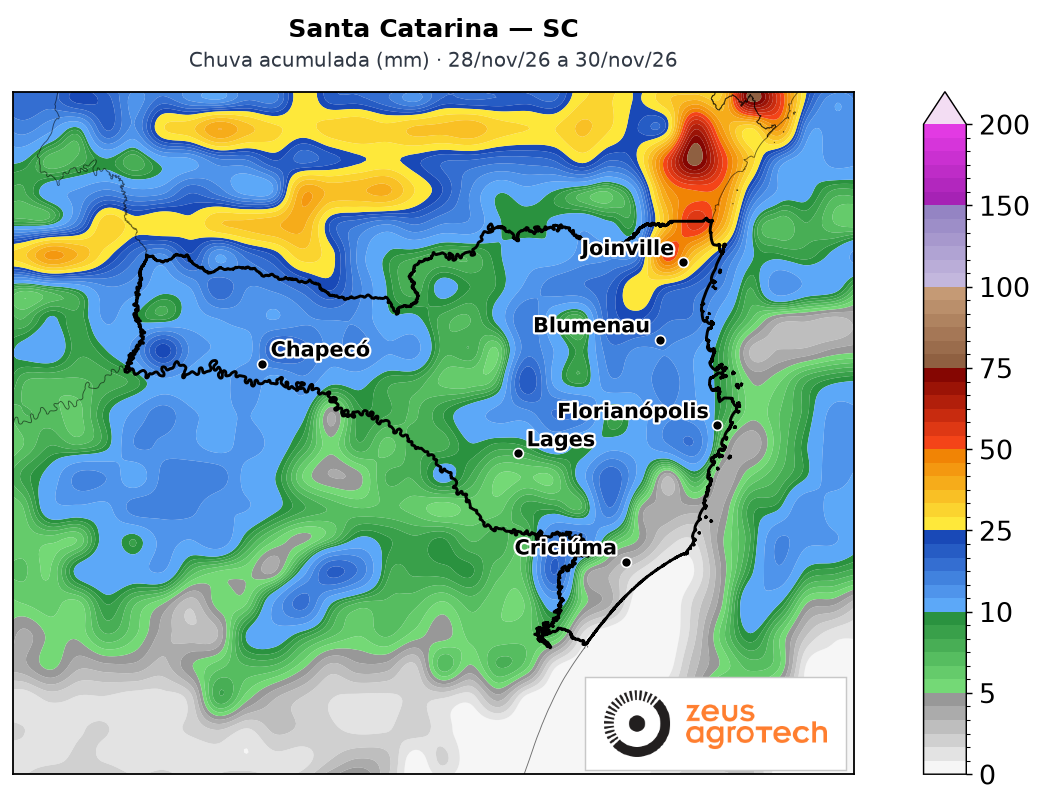 Santa Catarina — SC
Chuva acumulada (mm) · 28/nov/26 a 30/nov/26
200
150
100
75
50
25
10
5
0
Joinville
Blumenau
Chapecó
Florianópolis
Lages
Criciúma
zeus
agrotech